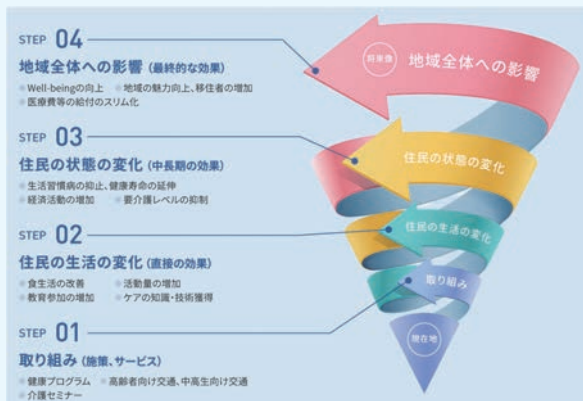 STEP 04
地域全体への影響（最終的な効果）
Well-beingの向上　地域の魅力向上、移住者の増加
医療費等の給付のスリム化
STEP 03
住民の状態の変化（中長期の効果）
生活習慣病の抑止、健康寿命の延伸
経済活動の増加　要介護レベルの抑制
STEP 02
住民の生活の変化（直接の効果）
食生活の改善　活動量の増加
教育参加の増加　ケアの知識・技術獲得
STEP 01
取り組み（施策、サービス）
健康プログラム　高齢者向け交通、中高生向け交通
介護セミナー
将来像　地域全体への影響
住民の状態の変化
住民の生活の変化
取り組み
現在地